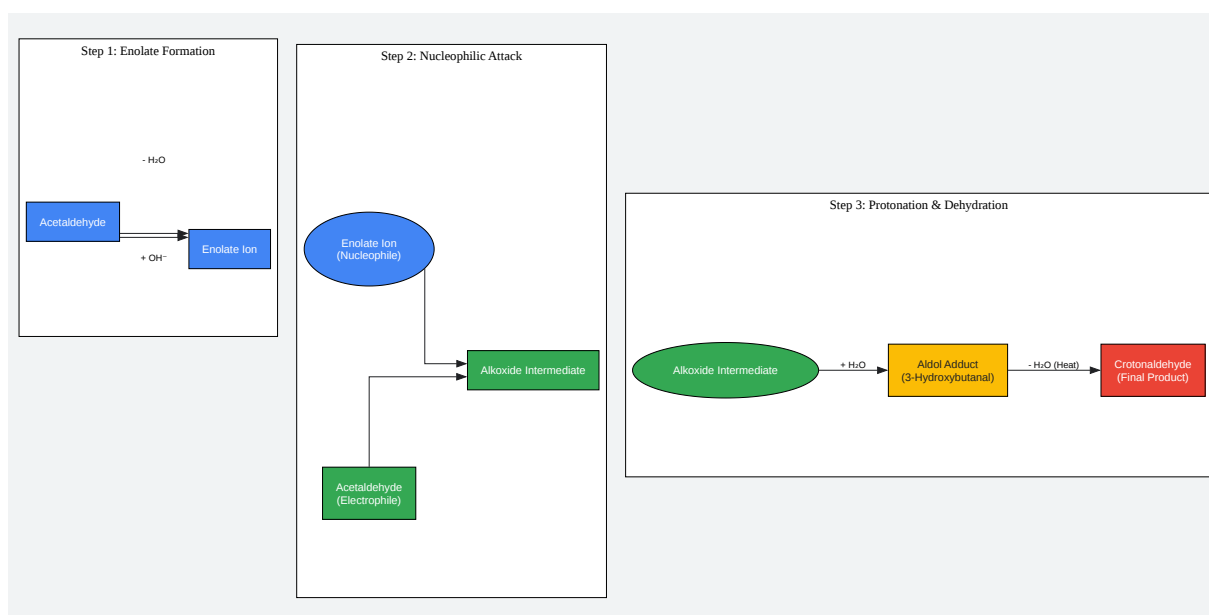 Step 1: Enolate Formation
- H₂O
Acetaldehyde
Enolate Ion
+ OH⁻
Step 2: Nucleophilic Attack
Enolate Ion
(Nucleophile)
Alkoxide Intermediate
Acetaldehyde
(Electrophile)
Step 3: Protonation & Dehydration
Alkoxide Intermediate
+ H₂O
Aldol Adduct
(3-Hydroxybutanal)
- H₂O (Heat)
Crotonaldehyde
(Final Product)